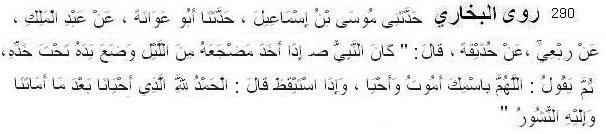 290 روى البخاري حَدَّثَنِي مُوسَى بْنُ إِسْمَاعِيلَ ، حَدَّثَنَا أَبُو عَوَانَةَ ، عَنْ عَبْدِ الْمَلِكِ ،
عَنْ رِبْعِيٍّ ،عَنْ حُذَيْفَةَ ، قَالَ : " كَانَ النَّبِيُّ صـ إِذَا أَخَذَ مَضْجَعَهُ مِنَ اللَّيْلِ وَضَعَ يَدَهُ تَحْتَ خَدِّهِ،
ثُمَّ يَقُولُ : اللَّهُمَّ بِاسْمِكَ أَمُوتُ وَأَحْيَا ، وَإِذَا اسْتَيْقَظَ قَالَ : الْحَمْدُ لِلَّهِ الَّذِي أَحْيَانَا بَعْدَ مَا أَمَاتَنَا
وَإِلَيْهِ النُّشُورُ "